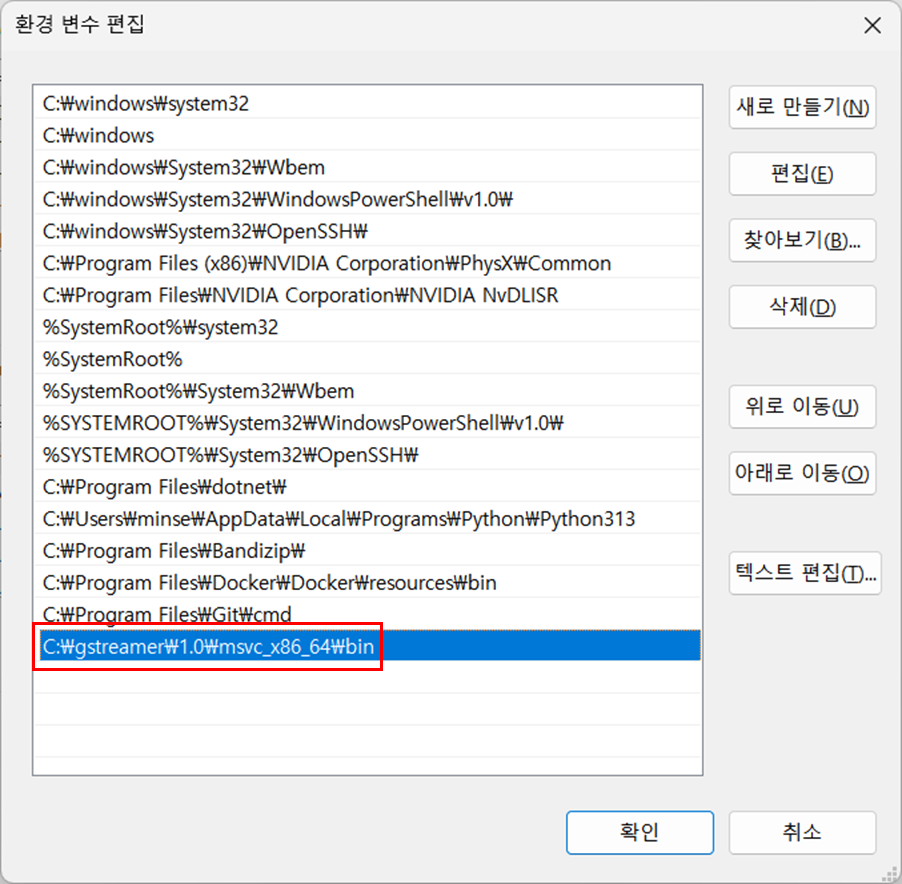 환경 변수 편집
C:₩windows₩system32
C:₩windows
C:₩windows₩System32₩Wbem
C:₩windows₩System32₩WindowsPowerShell₩v1.0₩
C:₩windows₩System32₩OpenSSH₩
C:₩Program Files (x86)₩NVIDIA Corporation₩PhysX₩Common
C:₩Program Files₩NVIDIA Corporation₩NVIDIA NvDLISR
%SystemRoot%₩system32
%SystemRoot%
%SystemRoot%₩System32₩Wbem
%SYSTEMROOT%₩System32₩WindowsPowerShell₩v1.0₩
%SYSTEMROOT%₩System32₩OpenSSH₩
C:₩Program Files₩dotnet₩
C:₩Users₩minse₩AppData₩Local₩Programs₩Python₩Python313
C:₩Program Files₩Bandizip₩
C:₩Program Files₩Docker₩Docker₩resources₩bin
C:₩Program Files₩Git₩cmd
C:₩gstreamer₩1.0₩msvc_x86_64₩bin
새로 만들기(N)
편집(E)
찾아보기(B)...
삭제(D)
위로 이동(U)
아래로 이동(O)
텍스트 편집(T)...
확인
취소